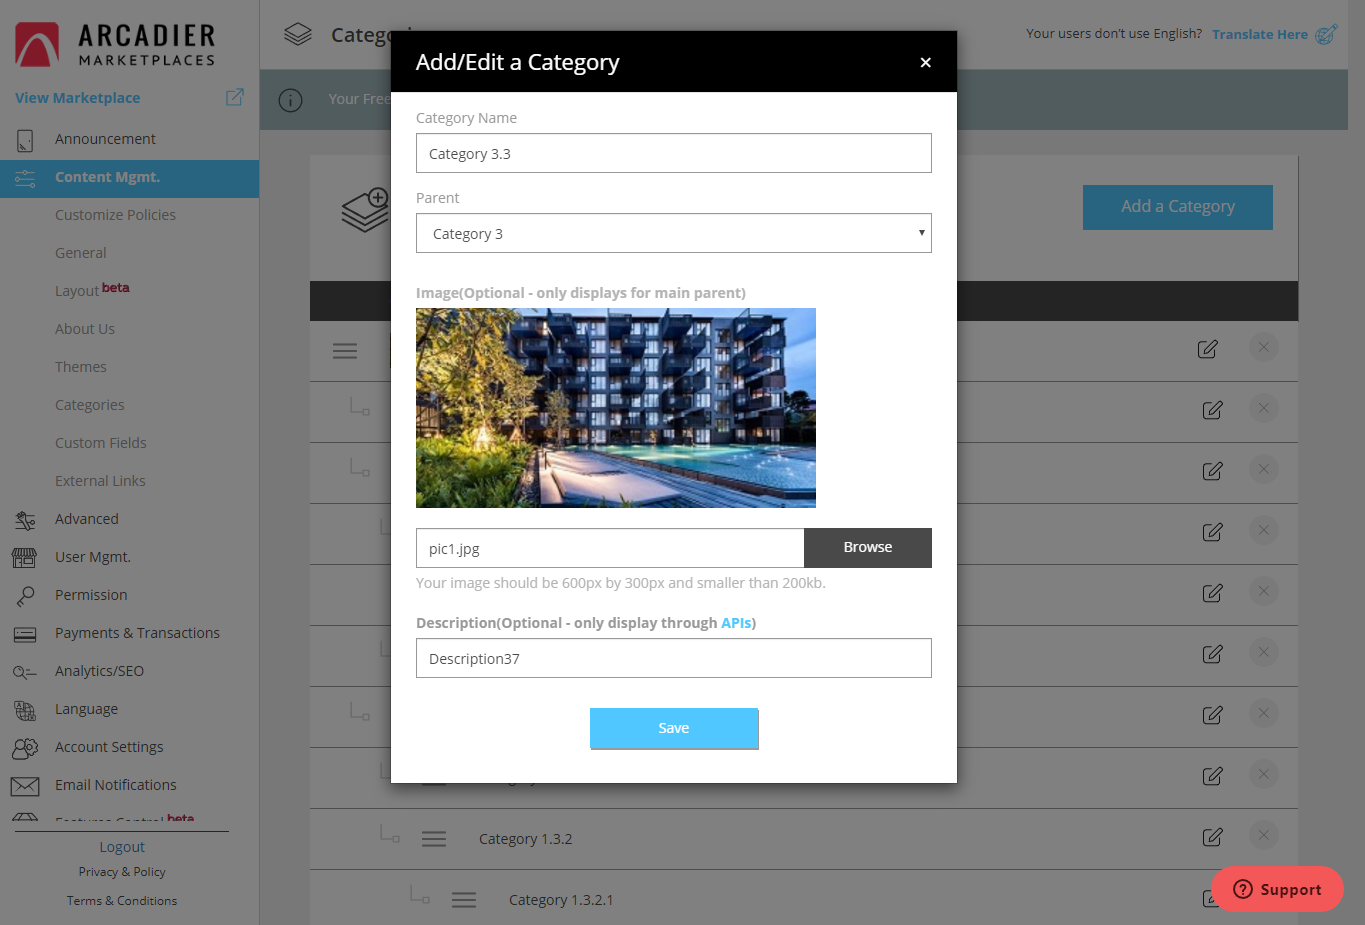 ARCADIER
MARKETPLACES
View Marketplace
Announcement
Content Mgmt.
Customize Policies
General
Layout beta
About Us
Themes
Categories
Custom Fields
External Links
Advanced
User Mgmt.
Permission
Payments & Transactions
Analytics/SEO
Language
Account Settings
Email Notifications
Features Control beta
Logout
Privacy & Policy
Terms & Conditions
Your users don't use English? Translate Here
Your Free
Add a Category
Add/Edit a Category
Category Name
Category 3.3
Parent
Category 3
Image(Optional - only displays for main parent)
pic1.jpg
Browse
Your image should be 600px by 300px and smaller than 200kb.
Description(Optional - only display through APIs)
Description37
Save
Category 1.3.2
Category 1.3.2.1
Support